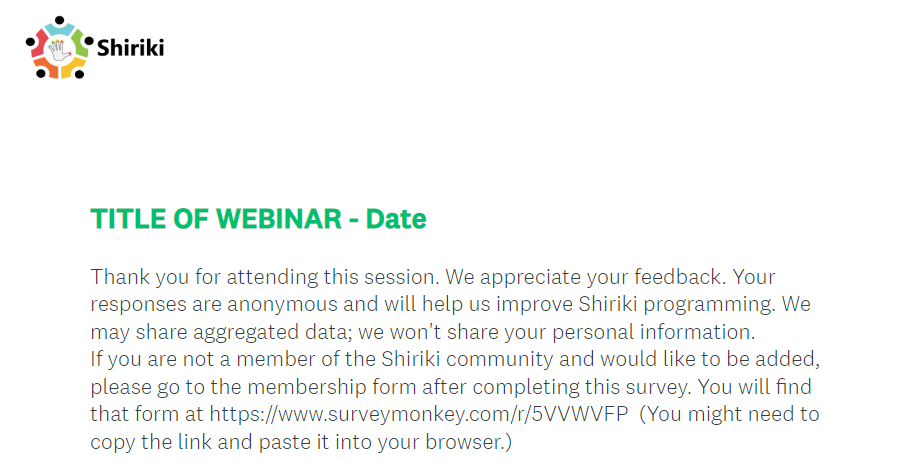 Shiriki
TITLE OF WEBINAR - Date
Thank you for attending this session. We appreciate your feedback. Your
responses are anonymous and will help us improve Shiriki programming. We
may share aggregated data; we won't share your personal information.
If you are not a member of the Shiriki community and would like to be added,
please go to the membership form after completing this survey. You will find
that form at https://www.surveymonkey.com/r/5VVWVFP  (You might need to
copy the link and paste it into your browser.)